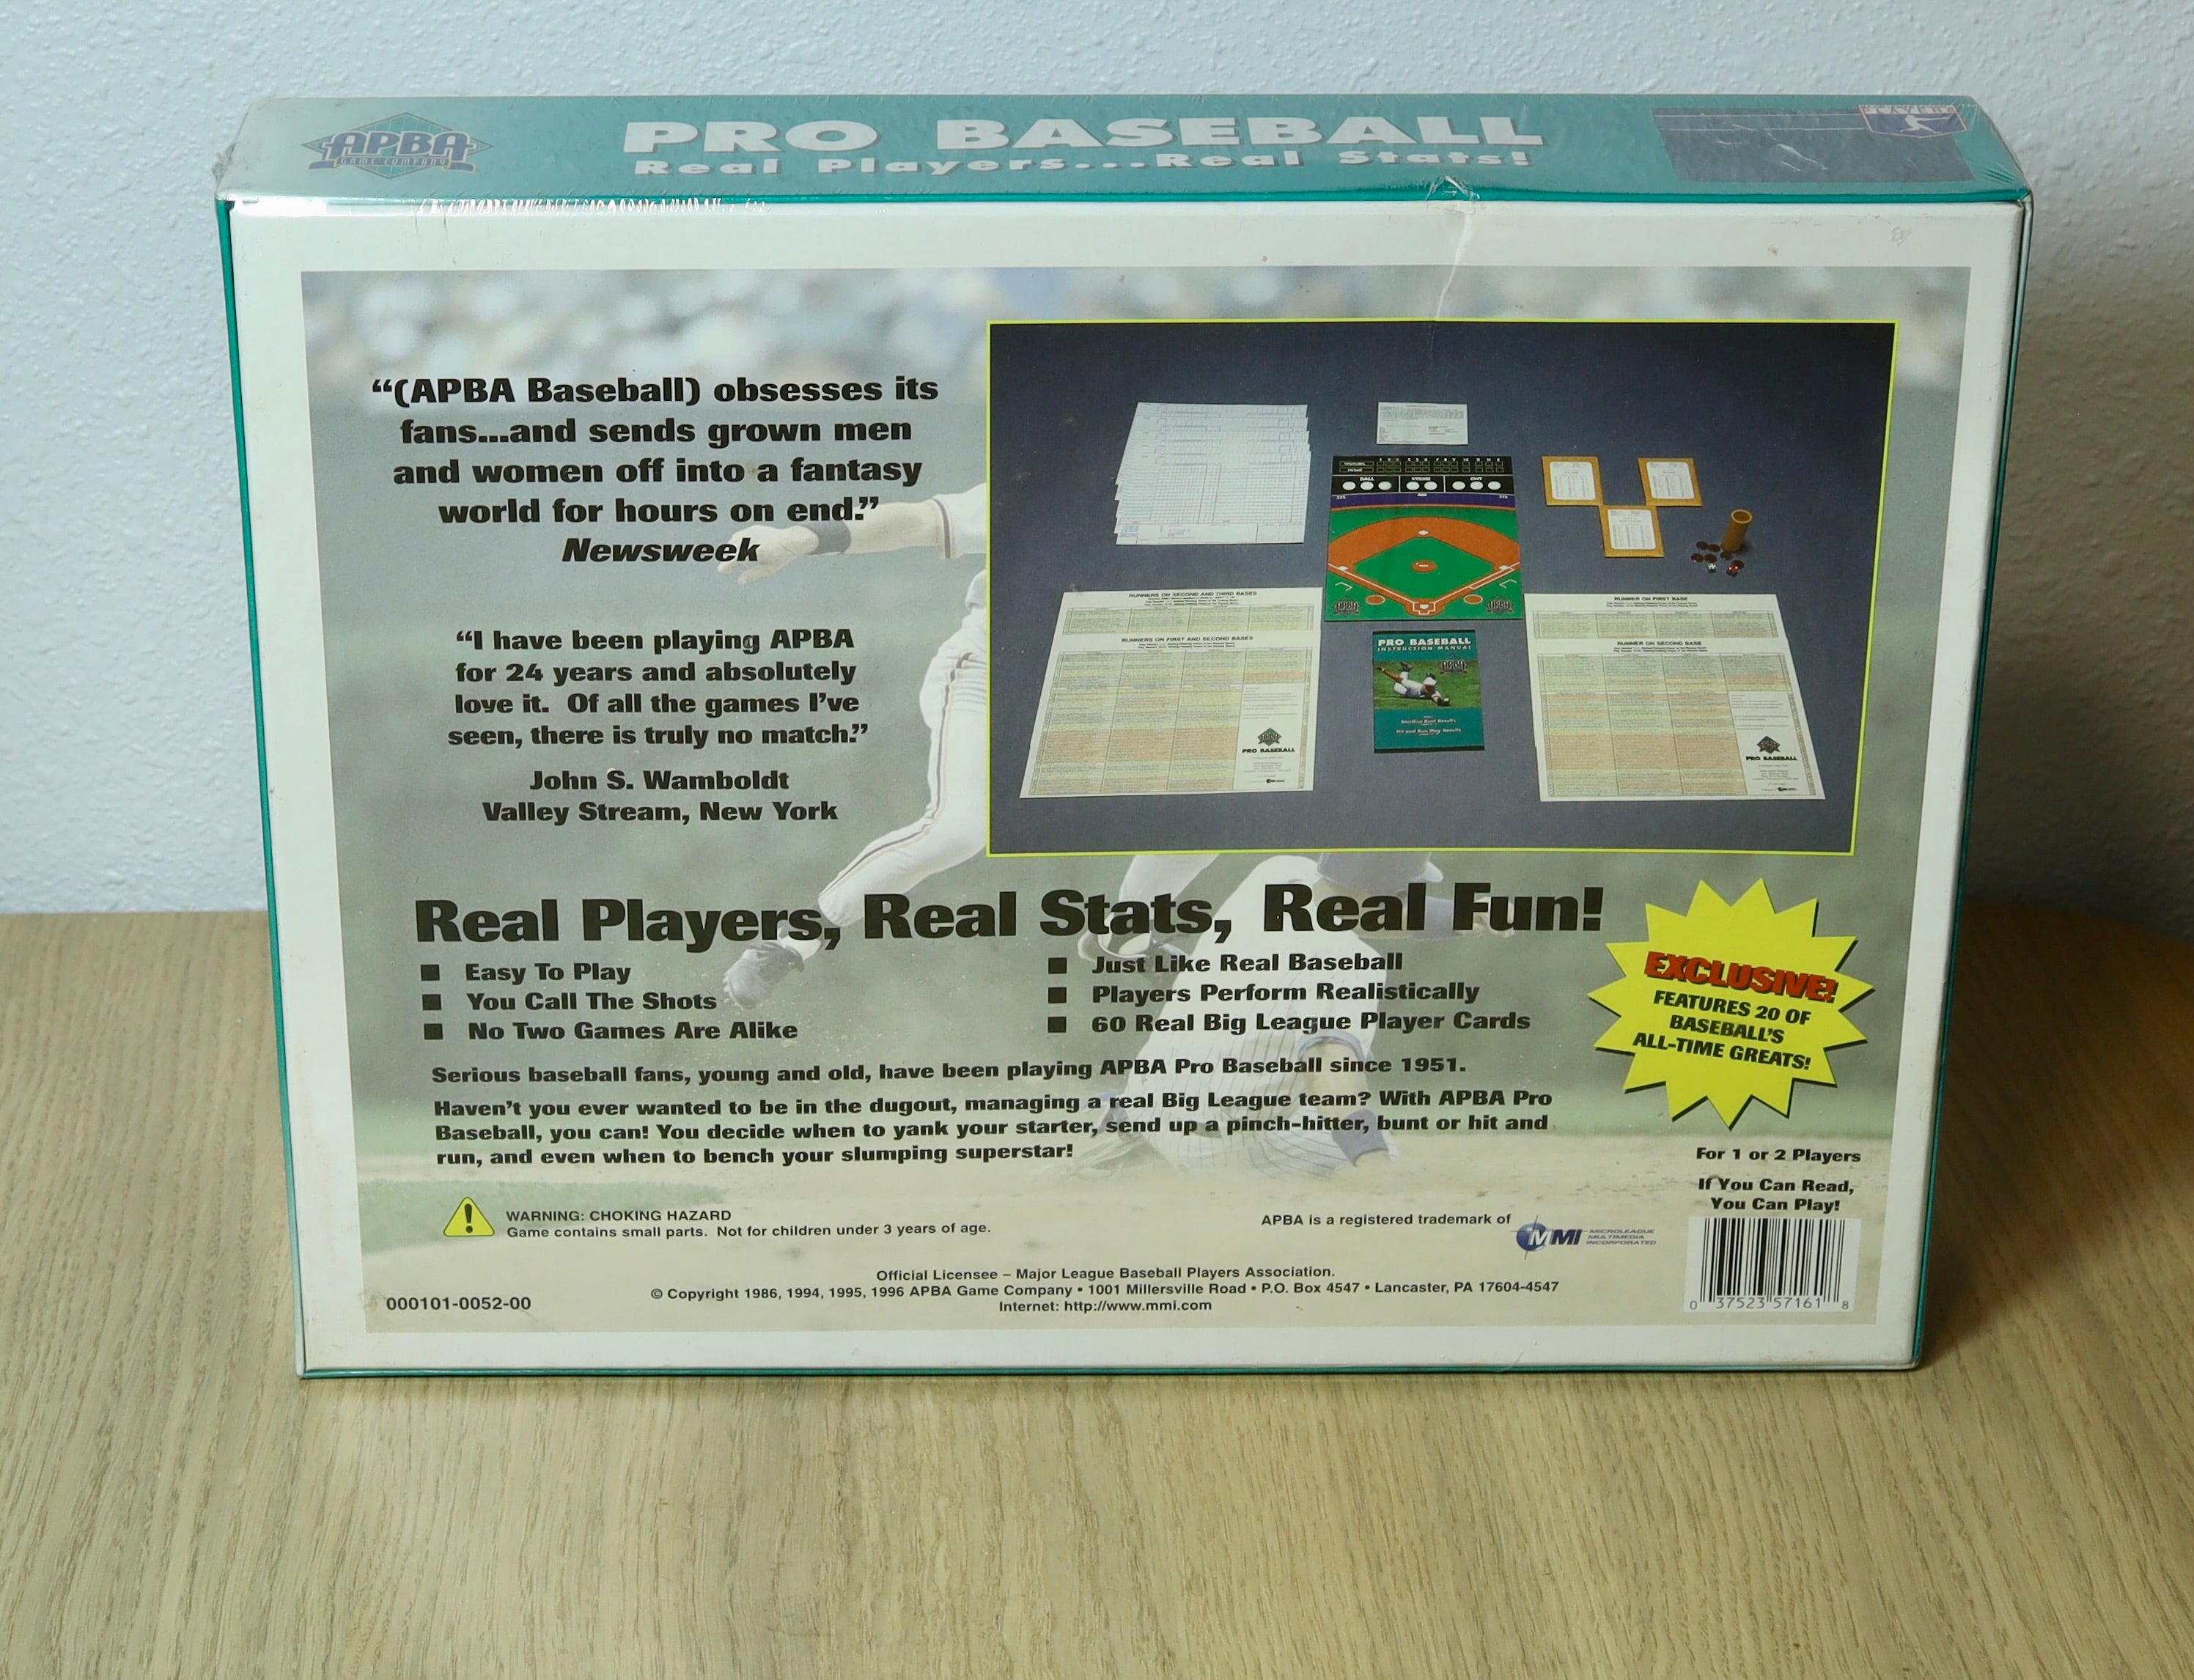 APBA
GAME COMPANY
PRO BASEBALL
Real Players...Real Stats!
“(APBA Baseball) obsesses its
fans...and sends grown men
and women off into a fantasy
world for hours on end.”
Newsweek
“I have been playing APBA
for 24 years and absolutely
love it. Of all the games I’ve
seen, there is truly no match.”
John S. Wamboldt
Valley Stream, New York
BALL STRIKE OUT
RUNNERS ON SECOND AND THIRD BASES
RUNNERS ON FIRST AND SECOND BASES
PRO BASEBALL
PRO BASEBALL
INSTRUCTION MANUAL
APBA
Sacrifice Bunt Results
Hit and Run Play Results
RUNNER ON FIRST BASE
RUNNER ON SECOND BASE
PRO BASEBALL
Real Players, Real Stats, Real Fun!
■ Easy To Play
■ You Call The Shots
■ No Two Games Are Alike
■ Just Like Real Baseball
■ Players Perform Realistically
■ 60 Real Big League Player Cards
EXCLUSIVE!
FEATURES 20 OF
BASEBALL’S
ALL-TIME GREATS!
Serious baseball fans, young and old, have been playing APBA Pro Baseball since 1951.
Haven’t you ever wanted to be in the dugout, managing a real Big League team? With APBA Pro
Baseball, you can! You decide when to yank your starter, send up a pinch-hitter, bunt or hit and
run, and even when to bench your slumping superstar!
For 1 or 2 Players
If You Can Read,
You Can Play!
WARNING: CHOKING HAZARD
Game contains small parts. Not for children under 3 years of age.
APBA is a registered trademark of
MMI
MICROLEAGUE
MULTIMEDIA
INCORPORATED
Official Licensee – Major League Baseball Players Association.
© Copyright 1986, 1994, 1995, 1996 APBA Game Company • 1001 Millersville Road • P.O. Box 4547 • Lancaster, PA 17604-4547
Internet: http://www.mmi.com
000101-0052-00
0 37523 57161 8